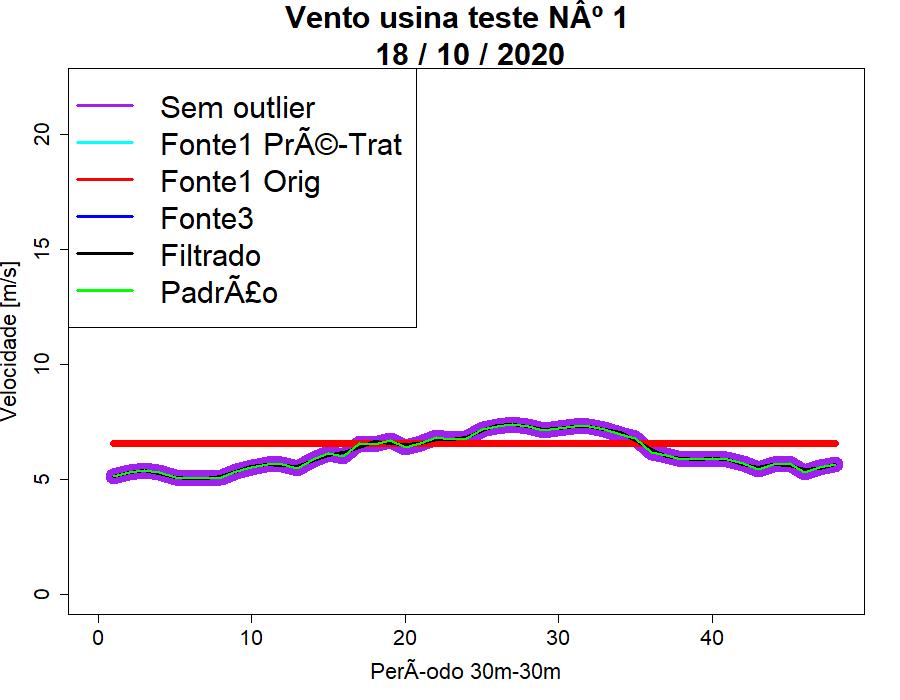 Vento usina teste NÂº 1
18 / 10 / 2020
Sem outlier
Fonte1 PrÃ©-Trat
Fonte1 Orig
Fonte3
Filtrado
PadrÃ£o
Velocidade [m/s]
20
15
10
5
0
0 10 20 30 40
PerÃ-odo 30m-30m